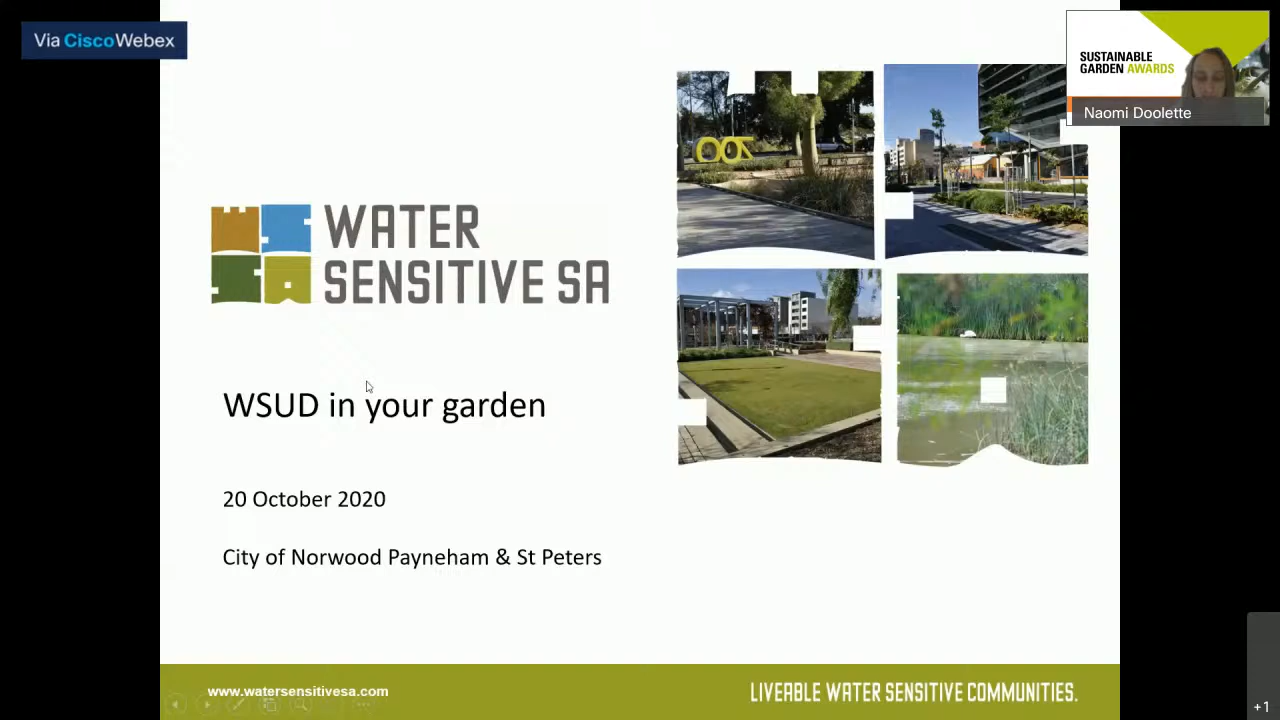 Via CiscoWebex
SUSTAINABLE
GARDEN AWARDS
Naomi Doolette
ZOO
WATER
SENSITIVE SA
WSUD in your garden
20 October 2020
City of Norwood Payneham & St Peters
www.watersensitivesa.com
LIVEABLE WATER SENSITIVE COMMUNITIES.
+1